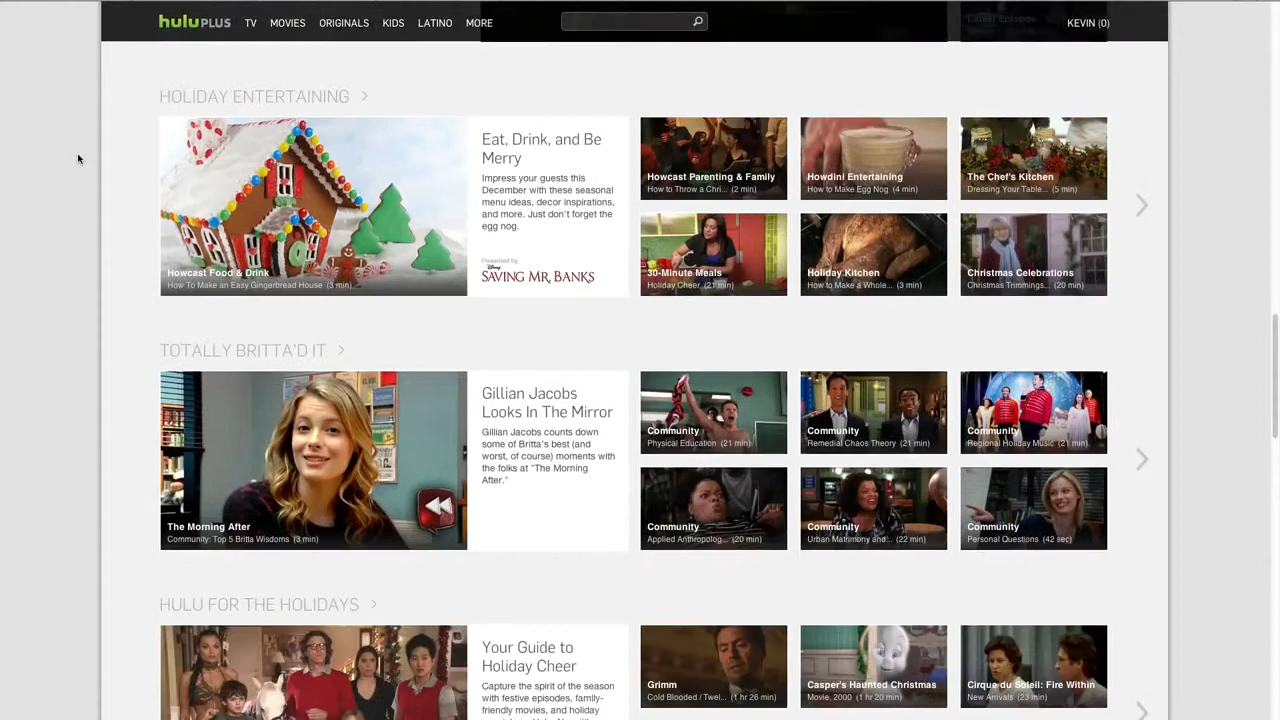 hulu PLUS TV MOVIES ORIGINALS KIDS LATINO MORE KEVIN (0)
Latest Episode
HOLIDAY ENTERTAINING >
Howcast Food & Drink
How To Make an Easy Gingerbread House (3 min)
Eat, Drink, and Be
Merry
Impress your guests this
December with these seasonal
menu ideas, decor inspirations,
and more. Just don't forget the
egg nog.
Presented by
Disney
SAVING MR. BANKS
Howcast Parenting & Family
How to Throw a Chri... (2 min)
Howdini Entertaining
How to Make Egg Nog (4 min)
The Chef's Kitchen
Dressing Your Table... (5 min)
30-Minute Meals
Holiday Cheer (21 min)
Holiday Kitchen
How to Make a Whole... (3 min)
Christmas Celebrations
Christmas Trimmings... (20 min)
TOTALLY BRITTA'D IT >
The Morning After
Community: Top 5 Britta Wisdoms (3 min)
Gillian Jacobs
Looks In The Mirror
Gillian Jacobs counts down
some of Britta's best (and
worst, of course) moments with
the folks at "The Morning
After."
Community
Physical Education (21 min)
Community
Remedial Chaos Theory (21 min)
Community
Regional Holiday Music (21 min)
Community
Applied Anthropolog... (20 min)
Community
Urban Matrimony and... (22 min)
Community
Personal Questions (42 sec)
HULU FOR THE HOLIDAYS >
Your Guide to
Holiday Cheer
Capture the spirit of the season
with festive episodes, family-
friendly movies, and holiday
Grimm
Cold Blooded / Twel... (1 hr 26 min)
Casper's Haunted Christmas
Movie, 2000 (1 hr 20 min)
Cirque du Soleil: Fire Within
New Arrivals (23 min)